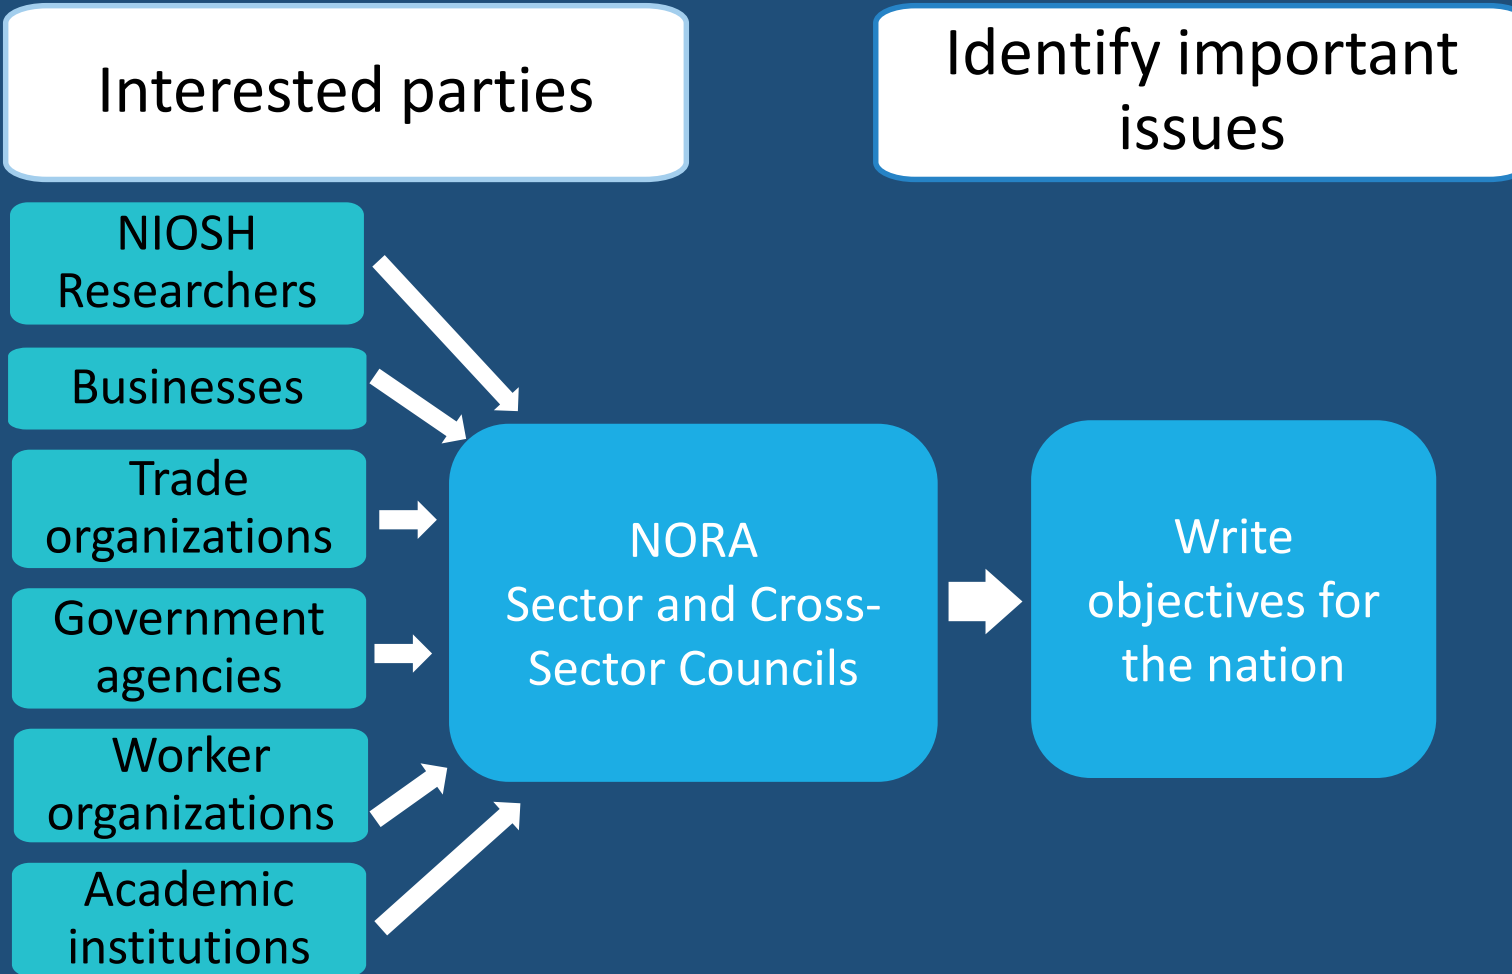 Interested parties
Identify important
issues
NIOSH
Researchers
Businesses
Trade
organizations
Government
agencies
Worker
organizations
Academic
institutions
NORA
Sector and Cross-
Sector Councils
Write
objectives for
the nation